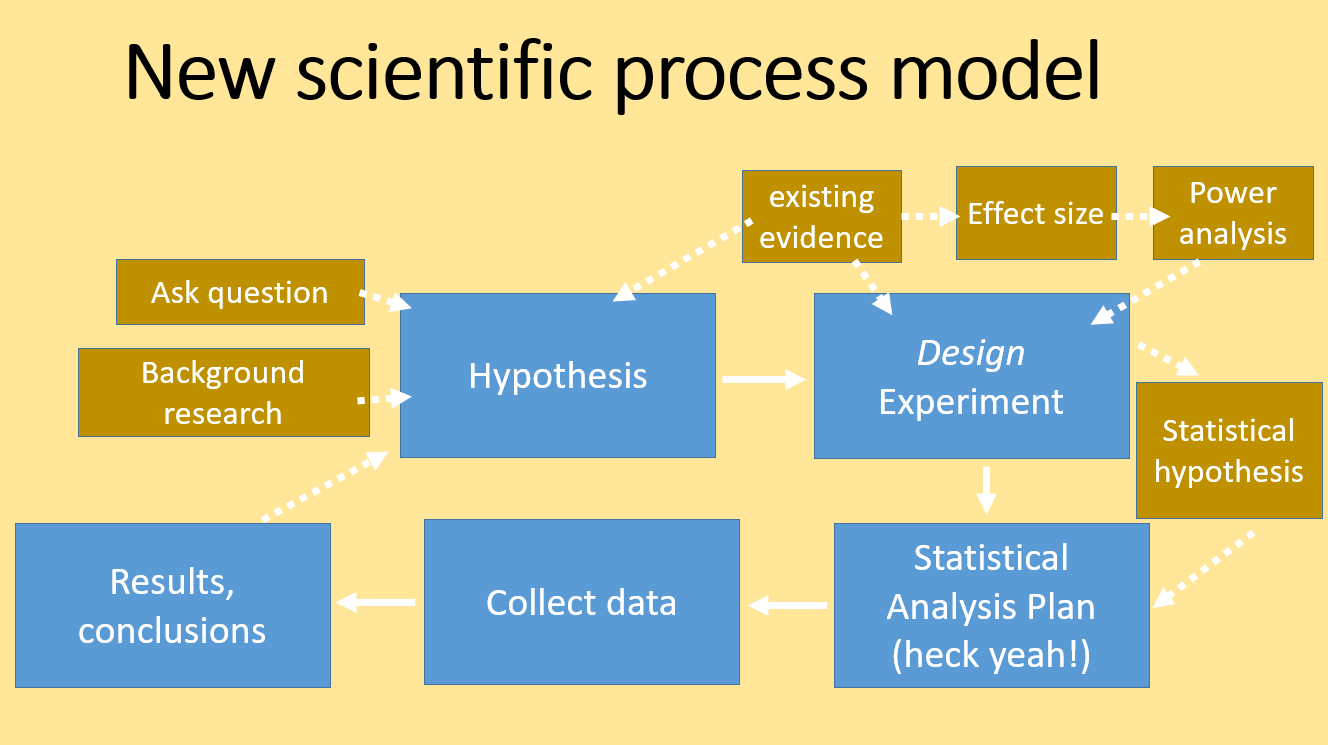 New scientific process model
existing
evidence
Effect size
Power
analysis
Ask question
Background
research
Hypothesis
Design
Experiment
Statistical
hypothesis
Results,
conclusions
Collect data
Statistical
Analysis Plan
(heck yeah!)